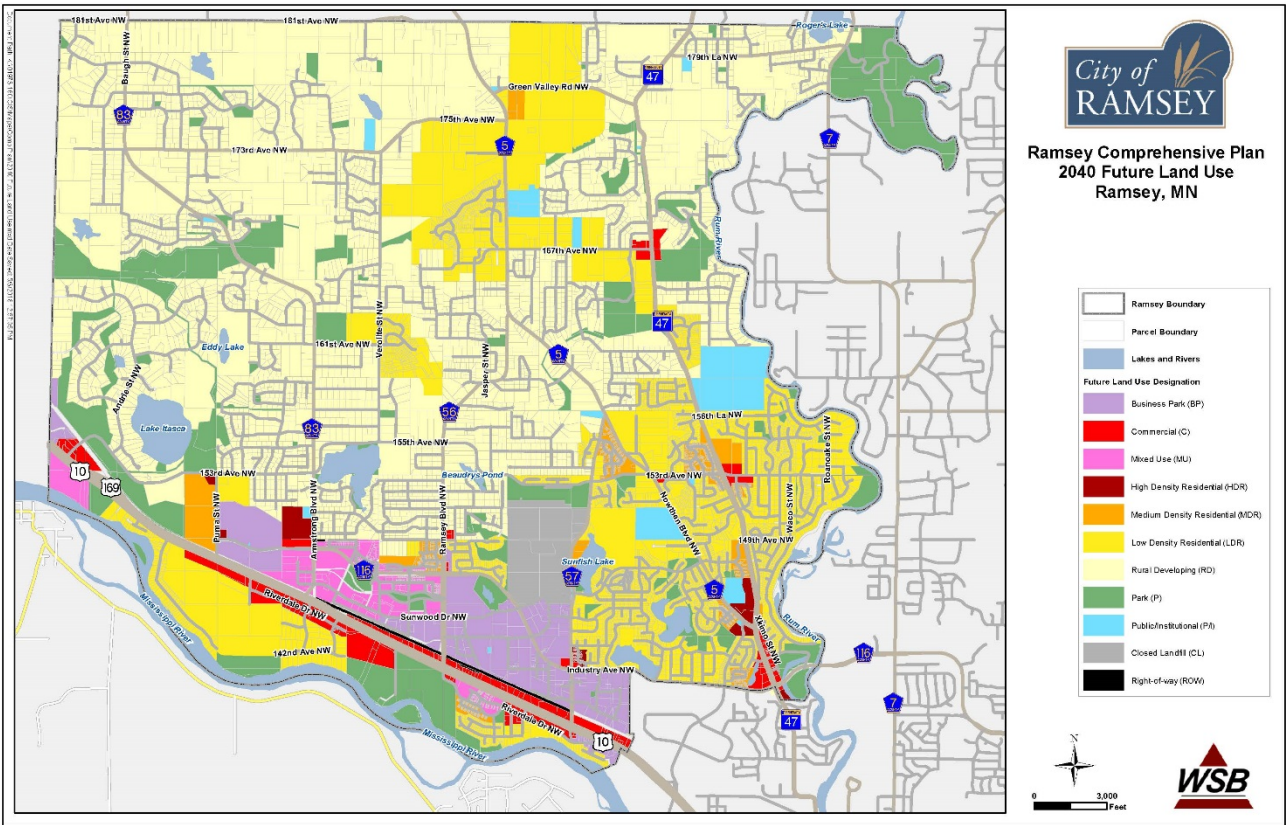 181st Ave NW
181st Ave NW
Roger's Lake
Baugh St NW
179th La NW
47
Green Valley Rd NW
83
175th Ave NW
5
7
173rd Ave NW
Rum River
167th Ave NW
47
Variolite St NW
161st Ave NW
Eddy Lake
5
Jasper St NW
Andrie St NW
56
156th La NW
Lake Itasca
83
155th Ave NW
Roanoake St NW
10
169
153rd Ave NW
Beaudrys Pond
153rd Ave NW
Puma St NW
Armstrong Blvd NW
Ramsey Blvd NW
Nowthen Blvd NW
Waco St NW
149th Ave NW
116
Sunfish Lake
57
5
Mississippi River
Riverdale Dr NW
Sunwood Dr NW
Xkimo St NW
Rum River
142nd Ave NW
Industry Ave NW
116
7
Riverdale Dr NW
47
Mississippi River
10
City of
RAMSEY
Ramsey Comprehensive Plan
2040 Future Land Use
Ramsey, MN
Ramsey Boundary
Parcel Boundary
Lakes and Rivers
Future Land Use Designation
Business Park (BP)
Commercial (C)
Mixed Use (MU)
High Density Residential (HDR)
Medium Density Residential (MDR)
Low Density Residential (LDR)
Rural Developing (RD)
Park (P)
Public/Institutional (P/I)
Closed Landfill (CL)
Right-of-way (ROW)
N
0 3,000
Feet
WSB